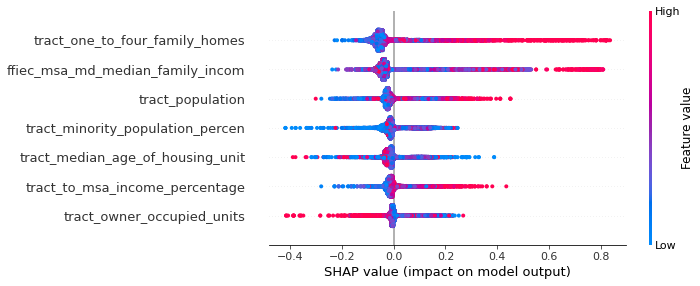 High
tract_one_to_four_family_homes
ffiec_msa_md_median_family_incom
tract_population
tract_minority_population_percen
tract_median_age_of_housing_unit
tract_to_msa_income_percentage
tract_owner_occupied_units
Feature value
Low
−0.4 −0.2 0.0 0.2 0.4 0.6 0.8
SHAP value (impact on model output)